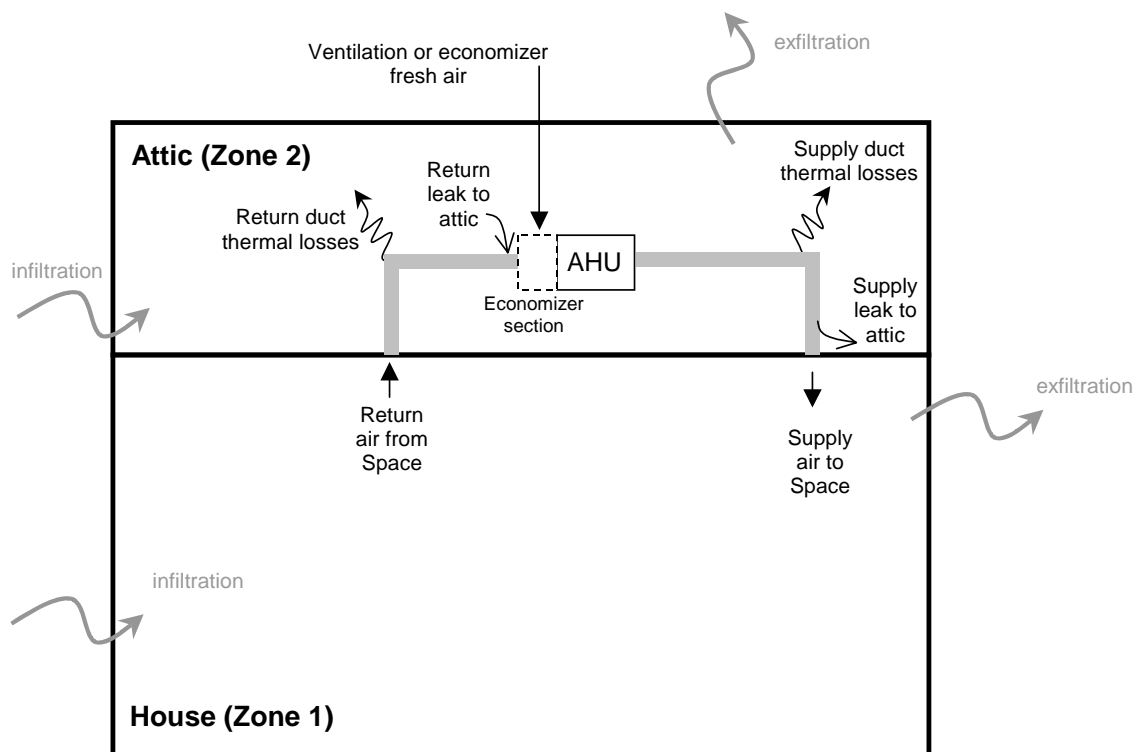 Ventilation or economizer
fresh air
exfiltration
Attic (Zone 2)
Return
leak to
attic
Supply duct
thermal losses
Return duct
thermal losses
infiltration
AHU
Economizer
section
Supply
leak to
attic
Return
air from
Space
Supply
air to
Space
exfiltration
infiltration
House (Zone 1)